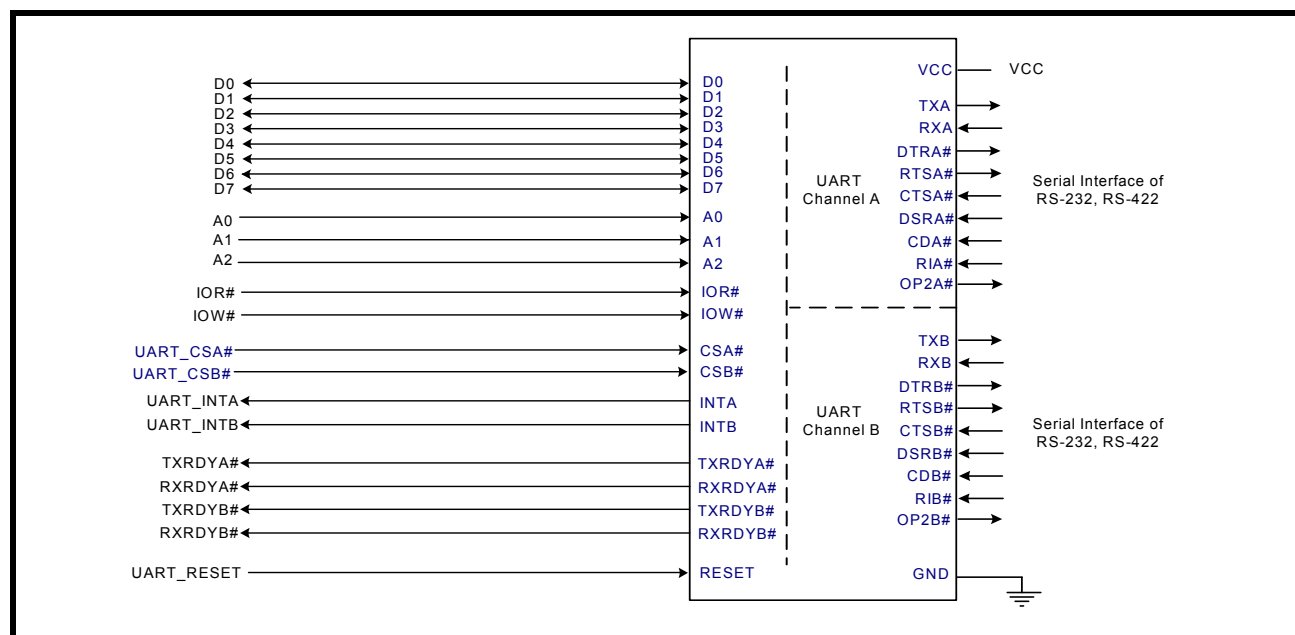 D0
D1
D2
D3
D4
D5
D6
D7
A0
A1
A2
IOR#
IOW#
UART_CSA#
UART_CSB#
UART_INTA
UART_INTB
TXRDYA#
RXRDYA#
TXRDYB#
RXRDYB#
UART_RESET
D0
D1
D2
D3
D4
D5
D6
D7
A0
A1
A2
IOR#
IOW#
CSA#
CSB#
INTA
INTB
TXRDYA#
RXRDYA#
TXRDYB#
RXRDYB#
RESET
UART
Channel A
UART
Channel B
VCC
TXA
RXA
DTRA#
RTSA#
CTSA#
DSRA#
CDA#
RIA#
OP2A#
TXB
RXB
DTRB#
RTSB#
CTSB#
DSRB#
CDB#
RIB#
OP2B#
GND
VCC
Serial Interface of
RS-232, RS-422
Serial Interface of
RS-232, RS-422